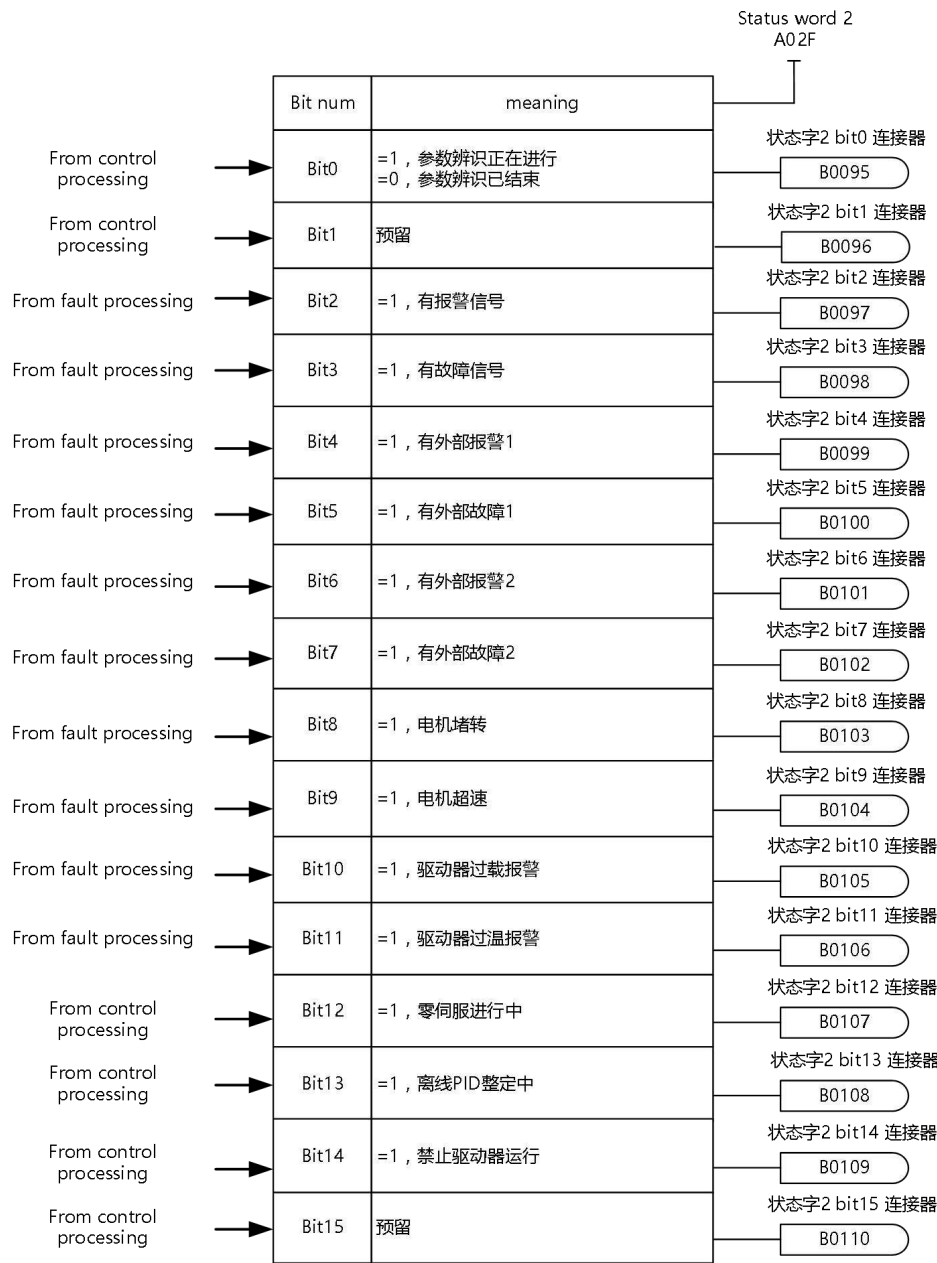 Status word 2
A02F
Bit num
meaning
From control
processing
Bit0
=1，参数辨识正在进行
=0，参数辨识已结束
状态字2 bit0 连接器
B0095
From control
processing
Bit1
预留
状态字2 bit1 连接器
B0096
From fault processing
Bit2
=1，有报警信号
状态字2 bit2 连接器
B0097
From fault processing
Bit3
=1，有故障信号
状态字2 bit3 连接器
B0098
From fault processing
Bit4
=1，有外部报警1
状态字2 bit4 连接器
B0099
From fault processing
Bit5
=1，有外部故障1
状态字2 bit5 连接器
B0100
From fault processing
Bit6
=1，有外部报警2
状态字2 bit6 连接器
B0101
From fault processing
Bit7
=1，有外部故障2
状态字2 bit7 连接器
B0102
From fault processing
Bit8
=1，电机堵转
状态字2 bit8 连接器
B0103
From fault processing
Bit9
=1，电机超速
状态字2 bit9 连接器
B0104
From fault processing
Bit10
=1，驱动器过载报警
状态字2 bit10 连接器
B0105
From fault processing
Bit11
=1，驱动器过温报警
状态字2 bit11 连接器
B0106
From control
processing
Bit12
=1，零伺服进行中
状态字2 bit12 连接器
B0107
From control
processing
Bit13
=1，离线PID整定中
状态字2 bit13 连接器
B0108
From control
processing
Bit14
=1，禁止驱动器运行
状态字2 bit14 连接器
B0109
From control
processing
Bit15
预留
状态字2 bit15 连接器
B0110